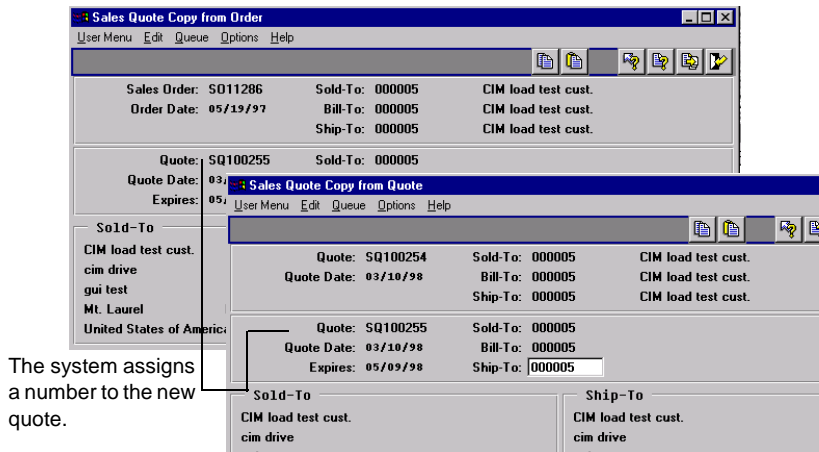 Sales Quote Copy from Order
User Menu Edit Queue Options Help
Sales Order: SO11286 Sold-To: 000005 CIM load test cust.
Order Date: 05/19/97 Bill-To: 000005 CIM load test cust.
Ship-To: 000005 CIM load test cust.
Quote: SQ100255 Sold-To: 000005
Quote Date: 03/
Expires: 05/
Sold-To
CIM load test cust.
cim drive
gui test
Mt. Laurel
United States of America
Sales Quote Copy from Quote
User Menu Edit Queue Options Help
Quote: SQ100254 Sold-To: 000005 CIM load test cust.
Quote Date: 03/10/98 Bill-To: 000005 CIM load test cust.
Ship-To: 000005 CIM load test cust.
Quote: SQ100255 Sold-To: 000005
Quote Date: 03/10/98 Bill-To: 000005
Expires: 05/09/98 Ship-To: 000005
Sold-To Ship-To
CIM load test cust. CIM load test cust.
cim drive cim drive
The system assigns
a number to the new
quote.